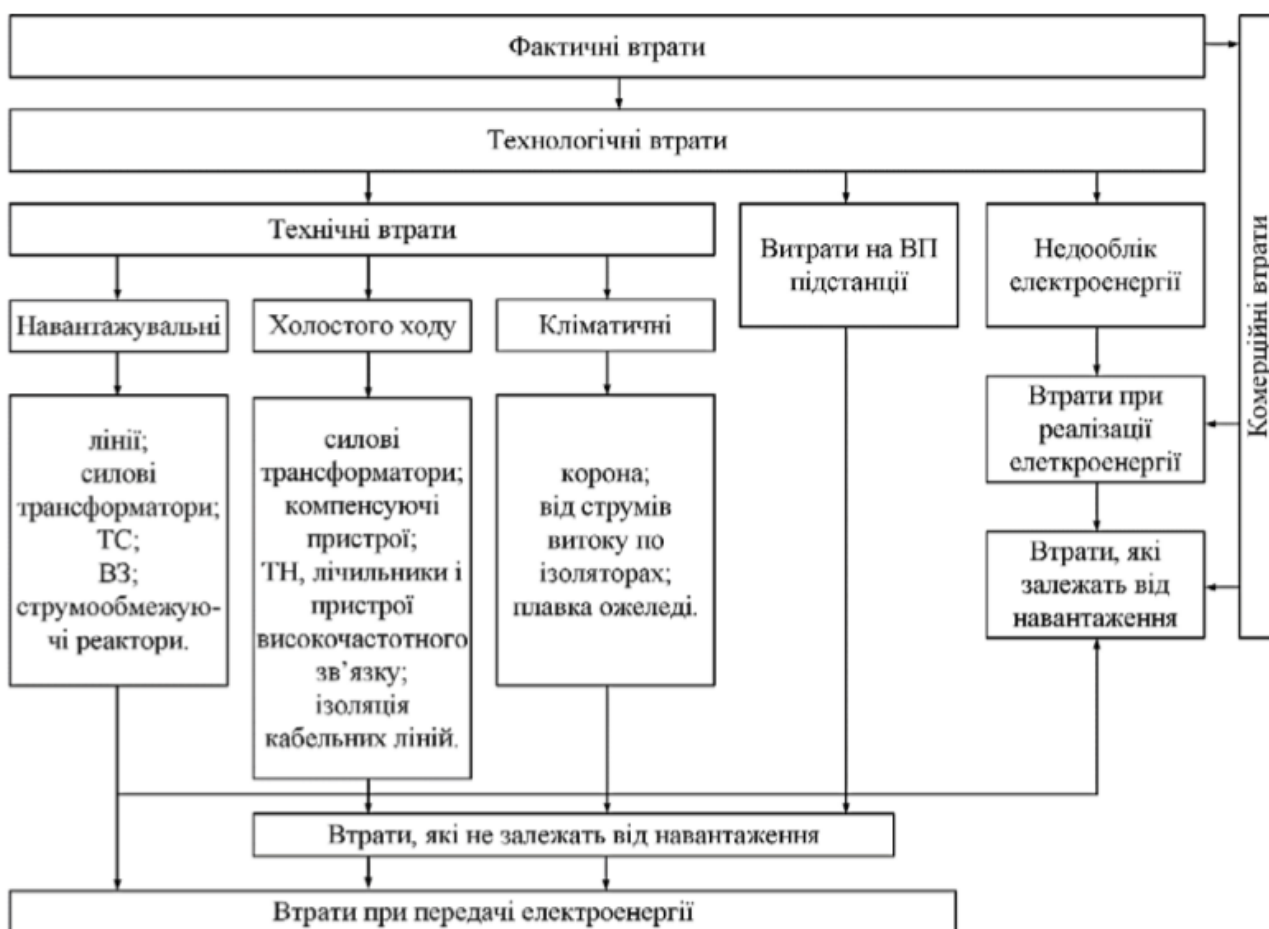 Фактичні втрати
Технологічні втрати
Технічні втрати
Витрати на ВП
підстанції
Недооблік
електроенергії
Комерційні втрати
Навантажувальні
Холостого ходу
Кліматичні
лінії;
силові
трансформатори;
ТС;
ВЗ;
струмообмежую-
чі реактори.
силові
трансформатори;
компенсуючі
пристрої;
ТН, лічильники і
пристрої
високочастотного
зв’язку;
ізоляція
кабельних ліній.
корона;
від струмів
витоку по
ізоляторах;
плавка ожеледі.
Втрати при
реалізації
елеткроенергії
Втрати, які
залежать від
навантаження
Втрати, які не залежать від навантаження
Втрати при передачі електроенергії